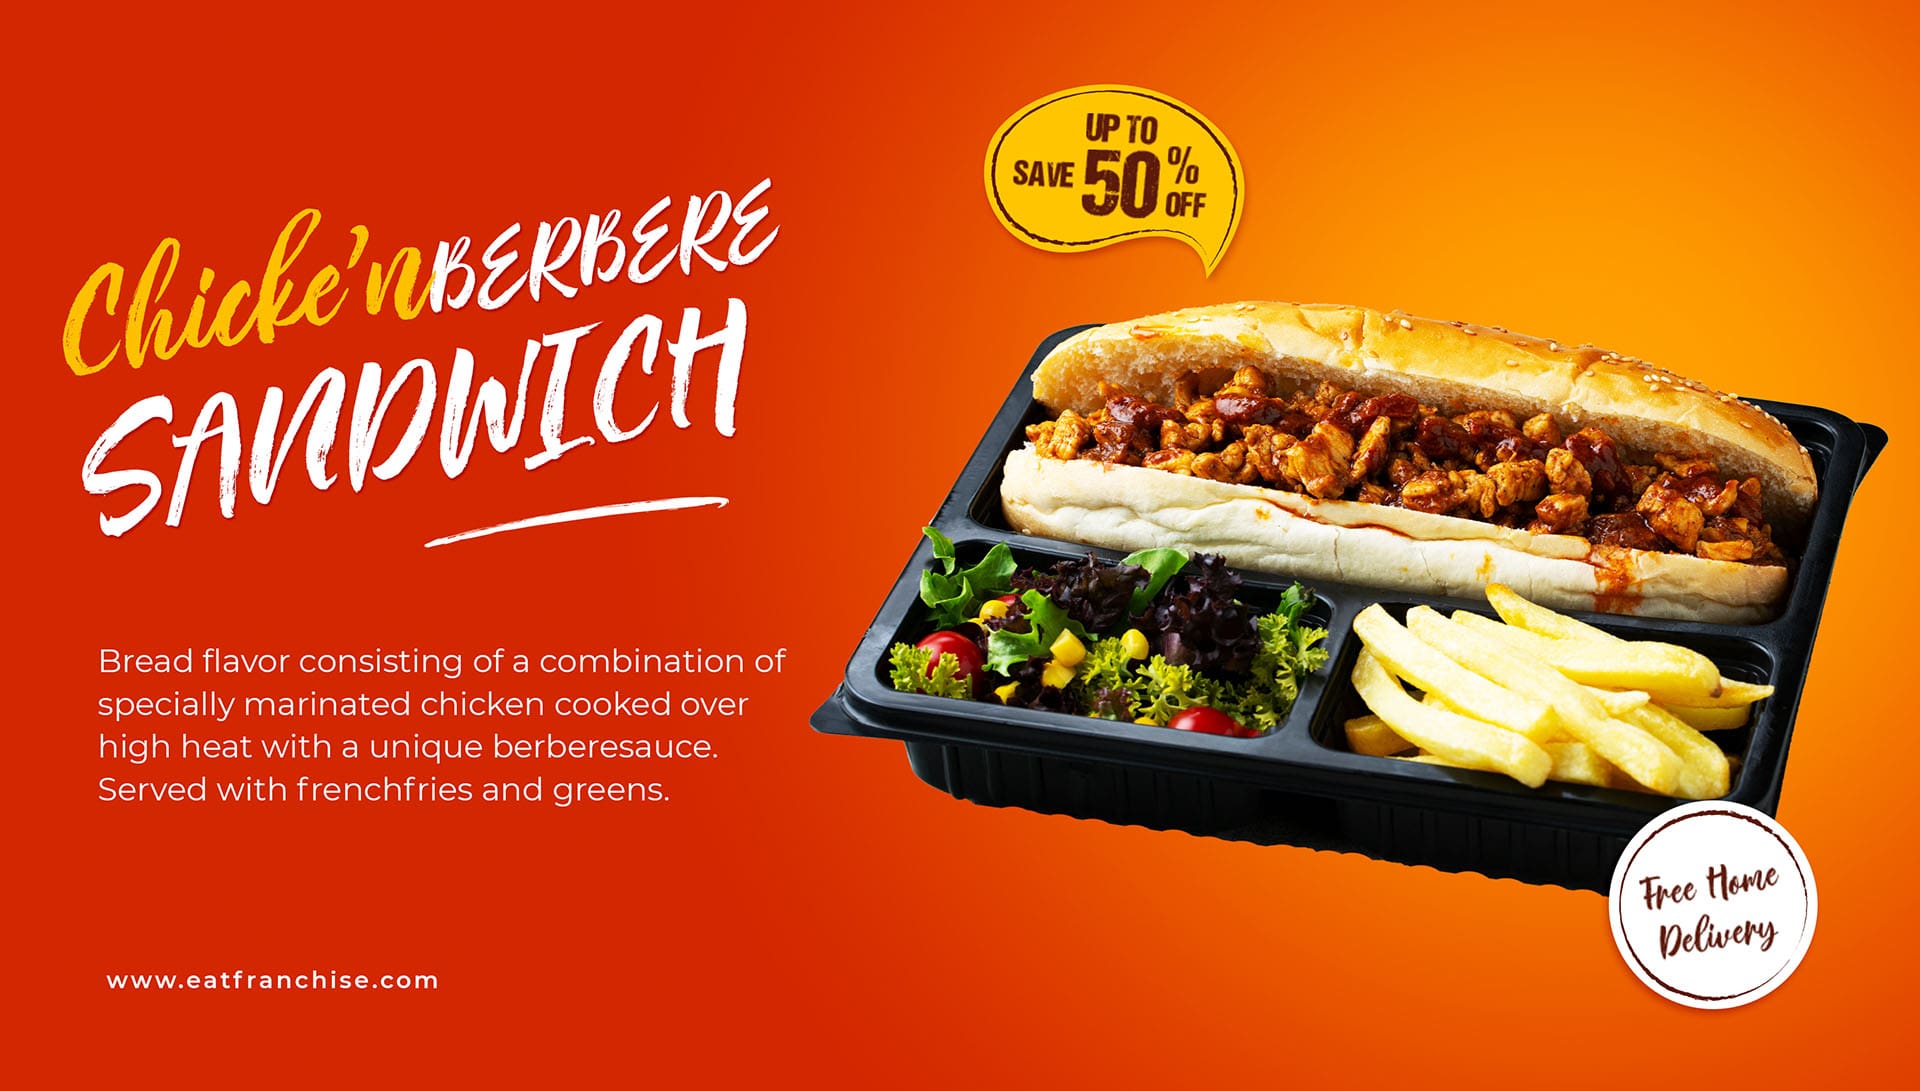 Chicke'n BERBERE
SANDWICH
UP TO
SAVE 50% OFF
Bread flavor consisting of a combination of
specially marinated chicken cooked over
high heat with a unique berberesauce.
Served with frenchfries and greens.
www.eatfranchise.com
Free Home
Delivery